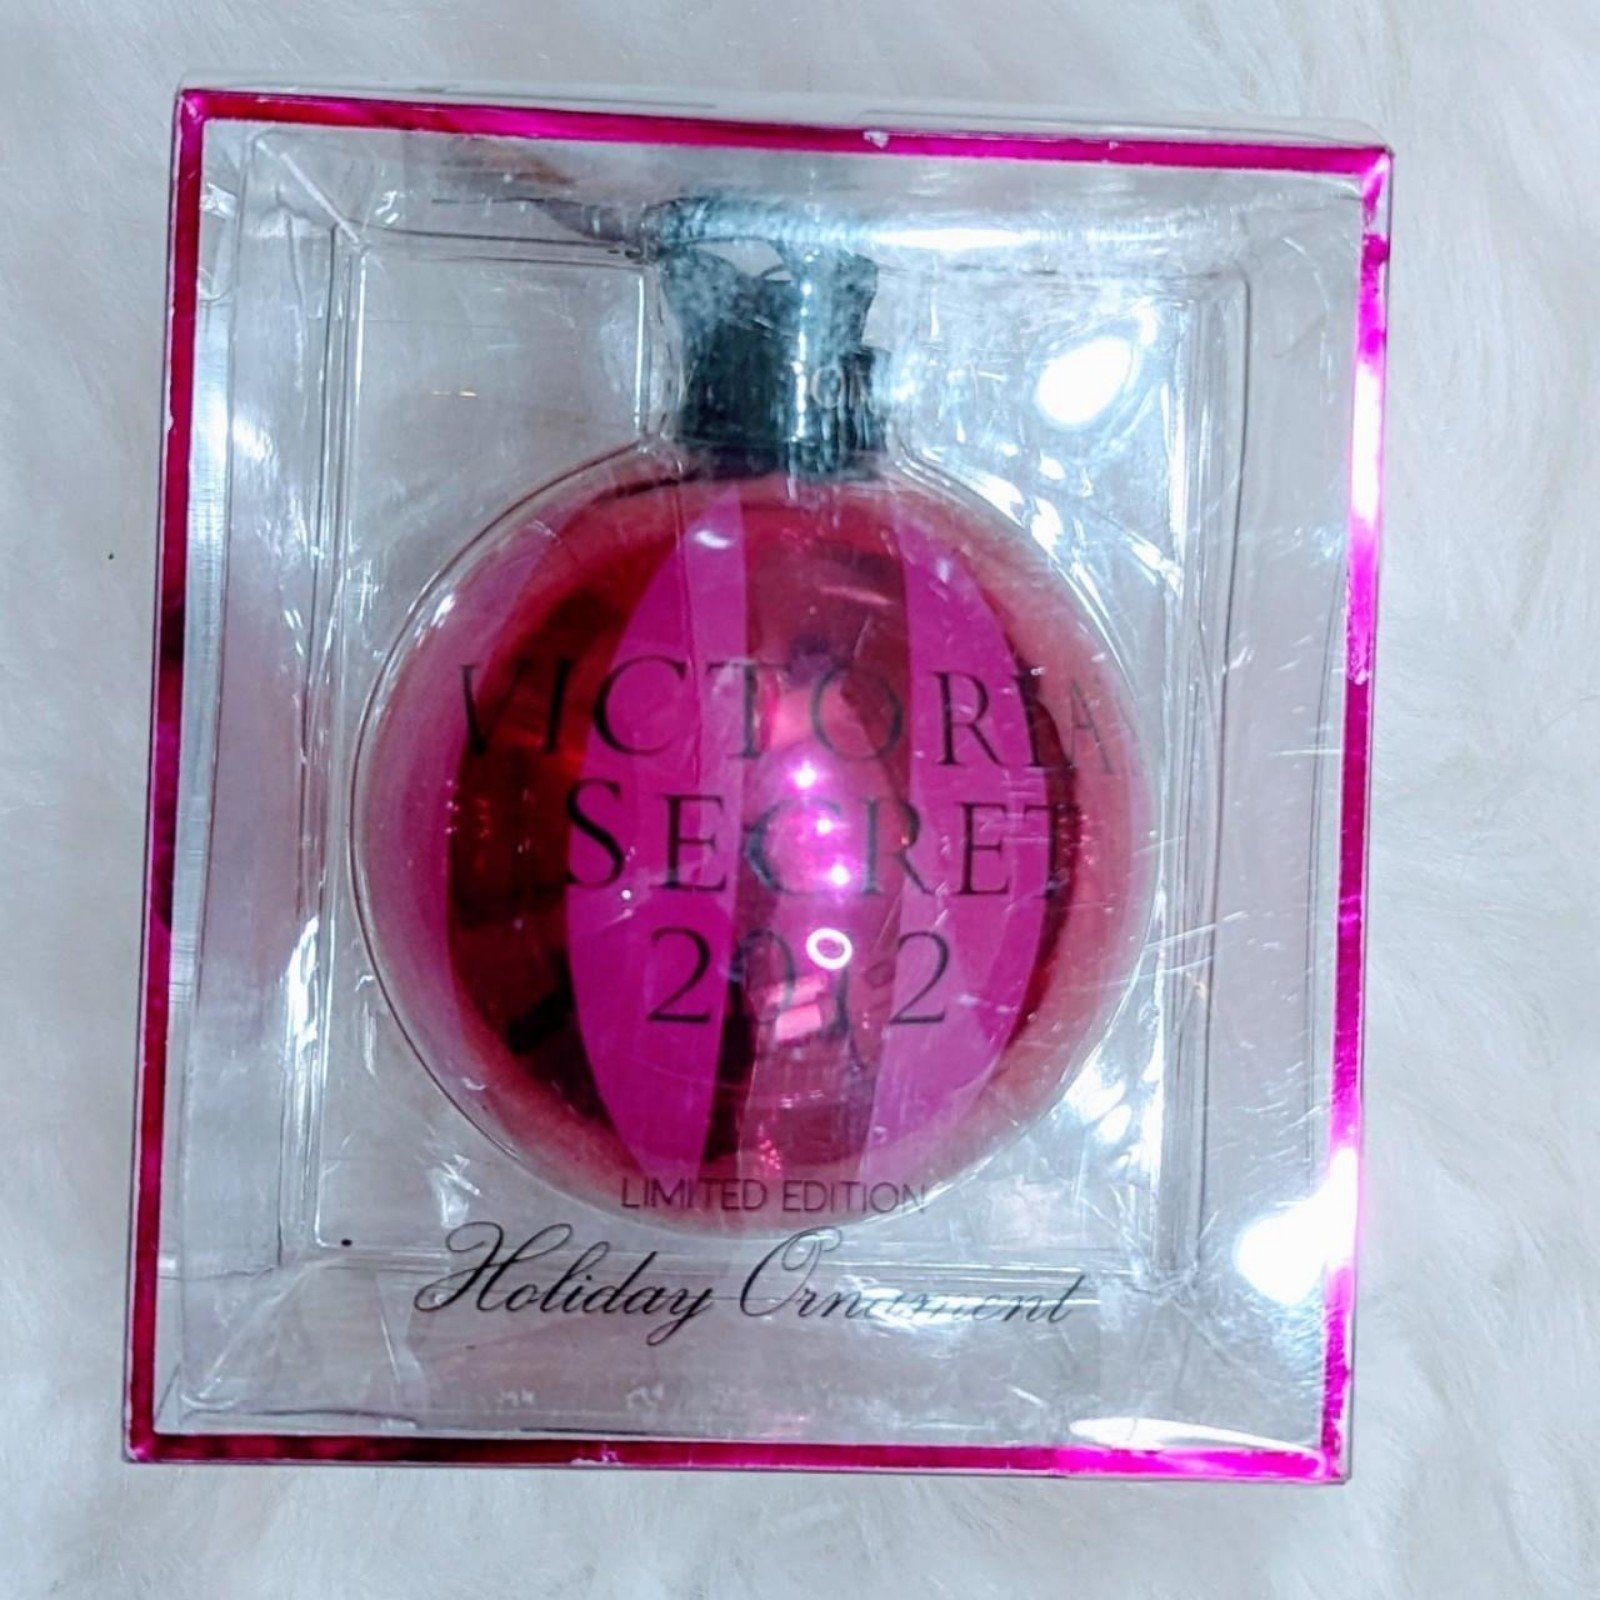 VICTORIA'
SECRET
2012
LIMITED EDITION
Holiday Ornament